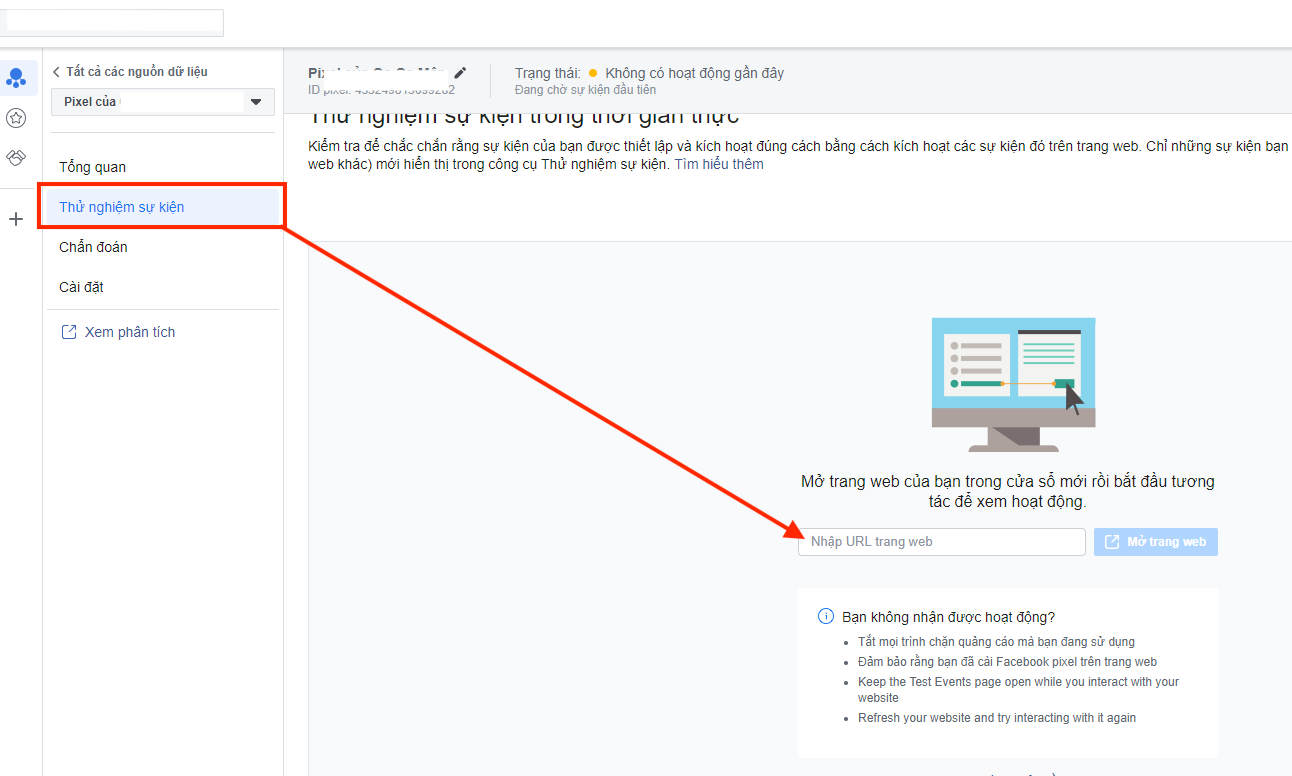 Tất cả các nguồn dữ liệu
Pixel của
Tổng quan
Thử nghiệm sự kiện
Chẩn đoán
Cài đặt
Xem phân tích
Trạng thái: Không có hoạt động gần đây
ID pixel:
Đang chờ sự kiện đầu tiên
Thử nghiệm sự kiện trong thời gian thực
Kiểm tra để chắc chắn rằng sự kiện của bạn được thiết lập và kích hoạt đúng cách bằng cách kích hoạt các sự kiện đó trên trang web. Chỉ những sự kiện bạn
web khác) mới hiển thị trong công cụ Thử nghiệm sự kiện. Tìm hiểu thêm
Mở trang web của bạn trong cửa sổ mới rồi bắt đầu tương
tác để xem hoạt động.
Nhập URL trang web
Mở trang web
Bạn không nhận được hoạt động?
Tắt mọi trình chặn quảng cáo mà bạn đang sử dụng
Đảm bảo rằng bạn đã cài Facebook pixel trên trang web
Keep the Test Events page open while you interact with your
website
Refresh your website and try interacting with it again